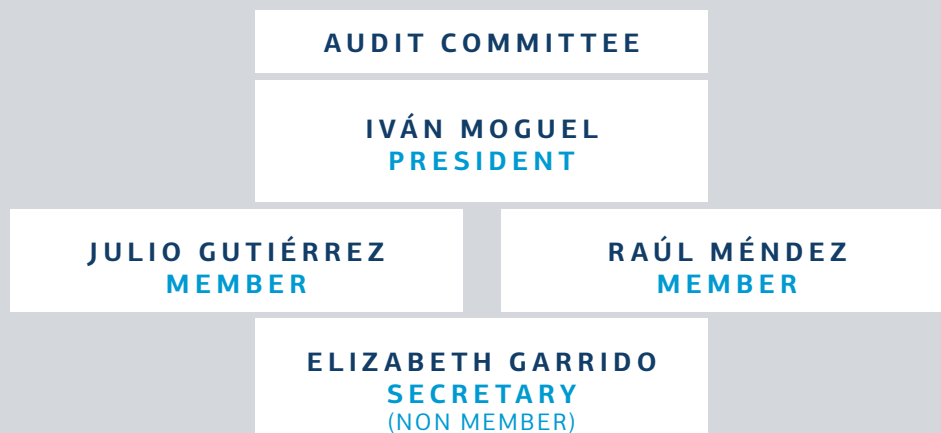 AUDIT COMMITTEE
IVÁN MOGUEL
PRESIDENT
JULIO GUTIÉRREZ
MEMBER
RAÚL MÉNDEZ
MEMBER
ELIZABETH GARRIDO
SECRETARY
(NON MEMBER)